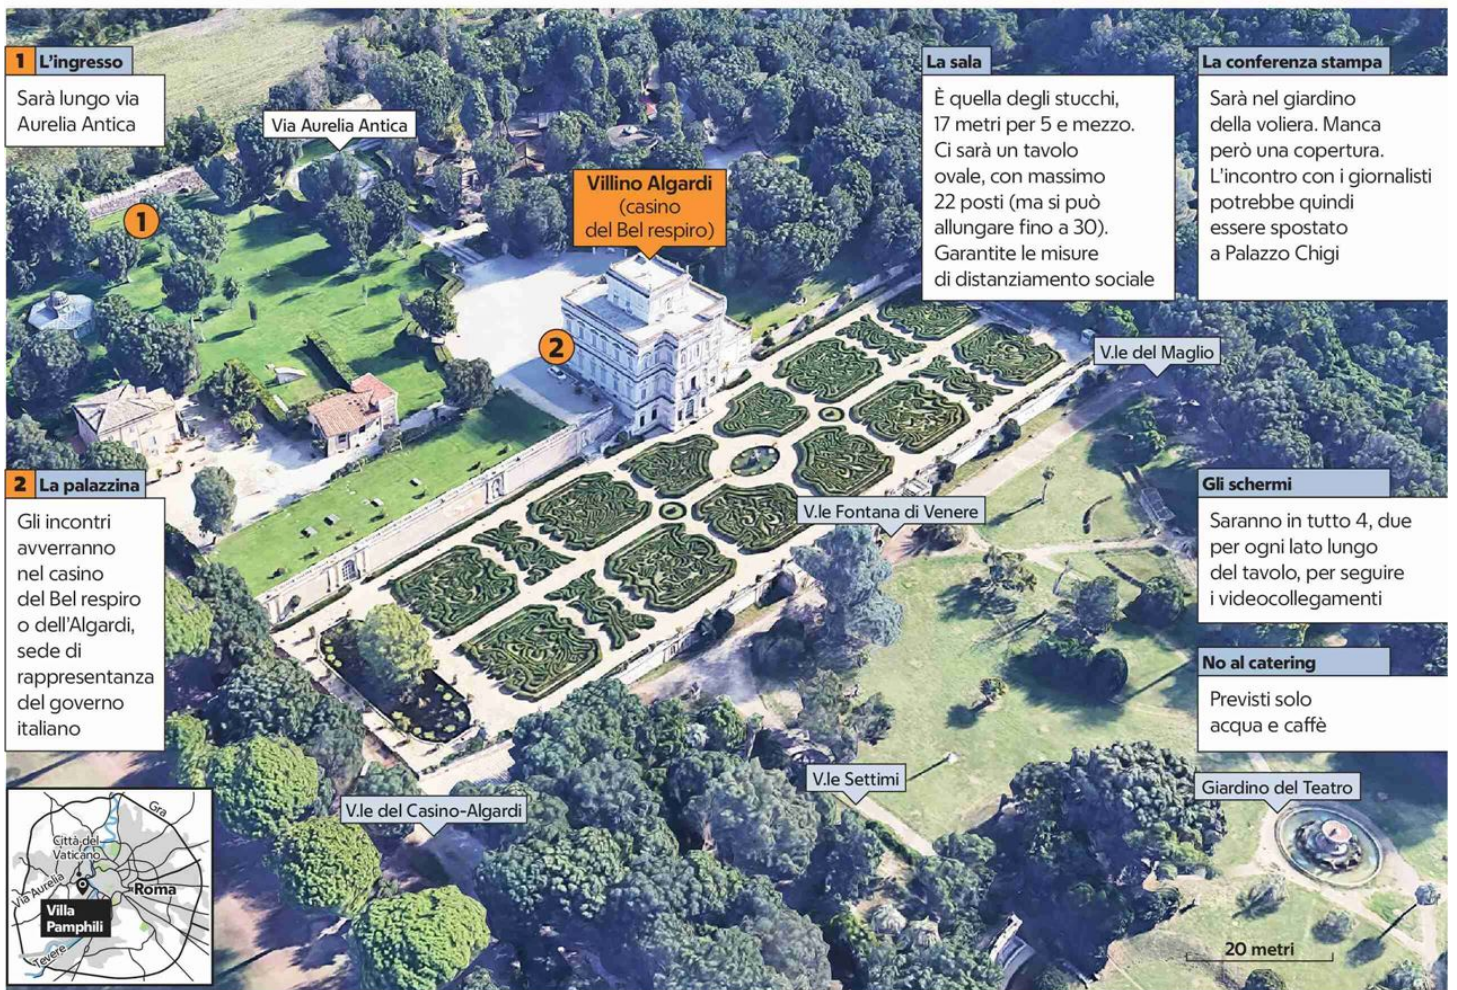 1 L'ingresso
Sarà lungo via
Aurelia Antica
Via Aurelia Antica
1
Villino Algardi
(casino
del Bel respiro)
2
La sala
È quella degli stucchi,
17 metri per 5 e mezzo.
Ci sarà un tavolo
ovale, con massimo
22 posti (ma si può
allungare fino a 30).
Garantite le misure
di distanziamento sociale
La conferenza stampa
Sarà nel giardino
della voliera. Manca
però una copertura.
L'incontro con i giornalisti
potrebbe quindi
essere spostato
a Palazzo Chigi
V.le del Maglio
2 La palazzina
Gli incontri
avverranno
nel casino
del Bel respiro
o dell'Algardi,
sede di
rappresentanza
del governo
italiano
V.le Fontana di Venere
Gli schermi
Saranno in tutto 4, due
per ogni lato lungo
del tavolo, per seguire
i videocollegamenti
No al catering
Previsti solo
acqua e caffè
V.le Settimi
Giardino del Teatro
V.le del Casino-Algardi
Gra
Città del
Vaticano
Via Aurelia
Roma
Villa
Pamphili
Tevere
20 metri